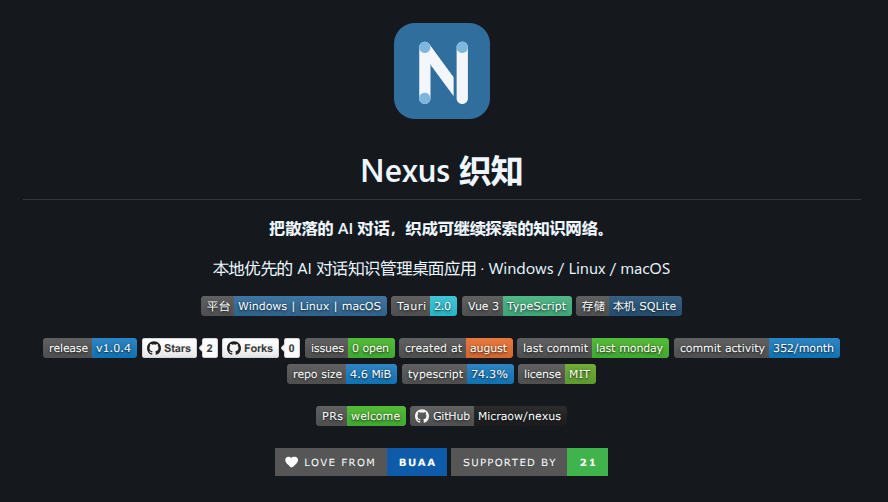 N
Nexus 织知
把散落的 AI 对话，织成可继续探索的知识网络。
本地优先的 AI 对话知识管理桌面应用 · Windows / Linux / macOS
平台 Windows | Linux | macOS Tauri 2.0 Vue 3 TypeScript 存储 本机 SQLite
release v1.0.4 Stars 2 Forks 0 issues 0 open created at august last commit last monday commit activity 352/month
repo size 4.6 MiB typescript 74.3% license MIT
PRs welcome GitHub Micraow/nexus
LOVE FROM BUAA SUPPORTED BY 21